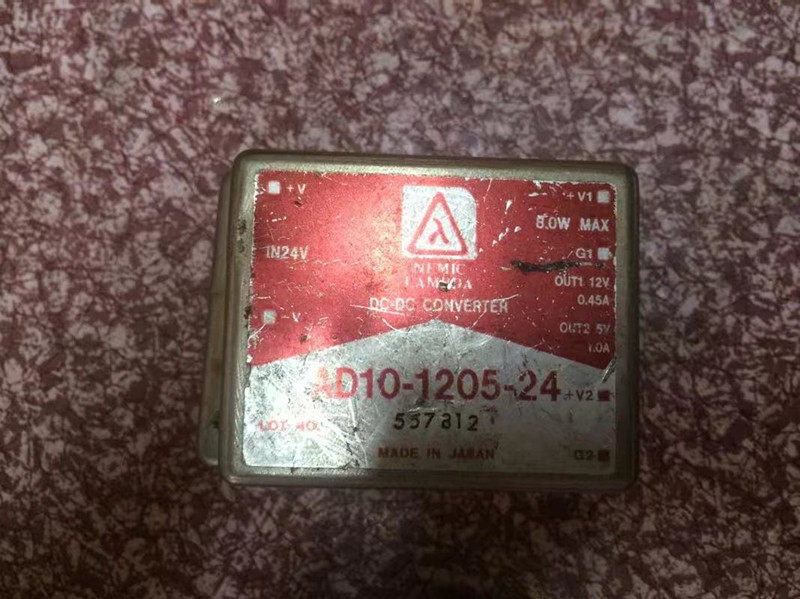 +V
+V1
8.0W MAX
IN24V
G1
λ
NEMIC
LAMBDA
OUT1 12V
0.45A
DC-DC CONVERTER
-V
OUT2 5V
1.0A
AD10-1205-24
+V2
LOT NO.
557812
MADE IN JAPAN
G2